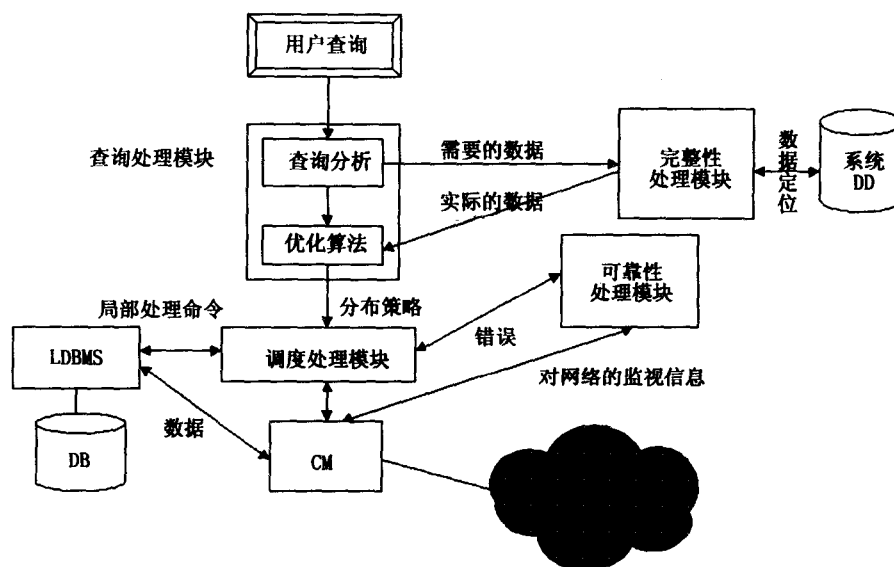 用户查询
查询处理模块
查询分析
需要的数据
完整性
处理模块
数据定位
系统
DD
实际的数据
优化算法
可靠性
处理模块
局部处理命令
分布策略
错误
LDBMS
调度处理模块
对网络的监视信息
数据
DB
CM